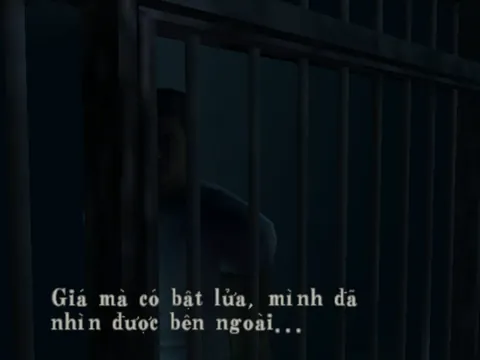 Giá mà có bật lửa, mình đã
nhìn được bên ngoài...